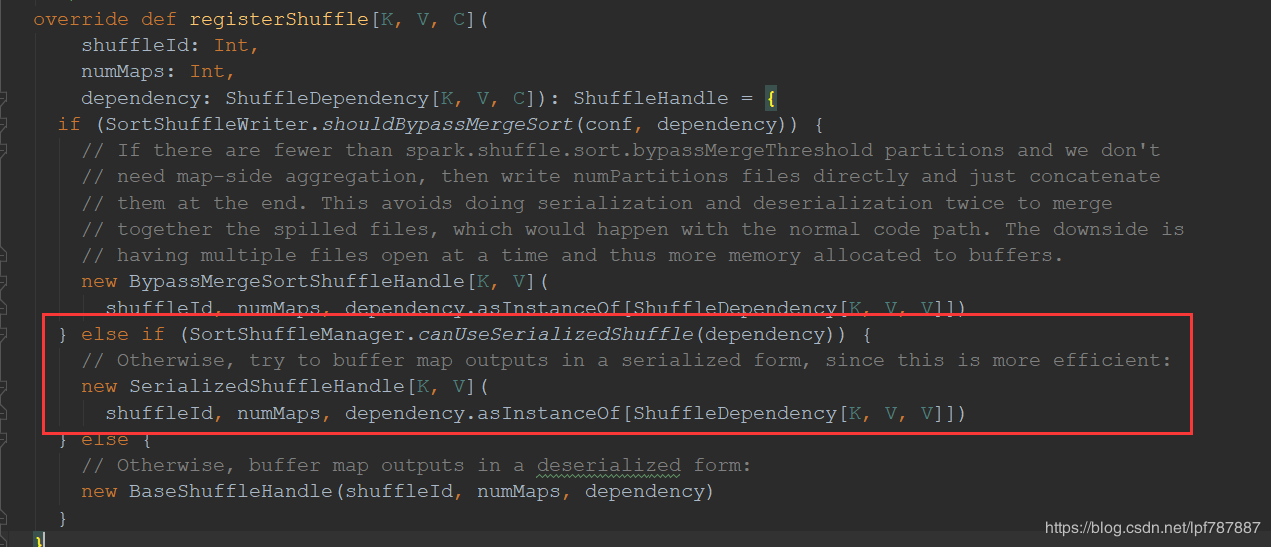 override def registerShuffle[K, V, C](
shuffleId: Int,
numMaps: Int,
dependency: ShuffleDependency[K, V, C]): ShuffleHandle = {
if (SortShuffleWriter.shouldBypassMergeSort(conf, dependency)) {
// If there are fewer than spark.shuffle.sort.bypassMergeThreshold partitions and we don't
// need map-side aggregation, then write numPartitions files directly and just concatenate
// them at the end. This avoids doing serialization and deserialization twice to merge
// together the spilled files, which would happen with the normal code path. The downside is
// having multiple files open at a time and thus more memory allocated to buffers.
new BypassMergeSortShuffleHandle[K, V](
shuffleId, numMaps, dependency.asInstanceOf[ShuffleDependency[K, V, V]])
} else if (SortShuffleManager.canUseSerializedShuffle(dependency)) {
// Otherwise, try to buffer map outputs in a serialized form, since this is more efficient:
new SerializedShuffleHandle[K, V](
shuffleId, numMaps, dependency.asInstanceOf[ShuffleDependency[K, V, V]])
} else {
// Otherwise, buffer map outputs in a deserialized form:
new BaseShuffleHandle(shuffleId, numMaps, dependency)
}
}
https://blog.csdn.net/lpf787887